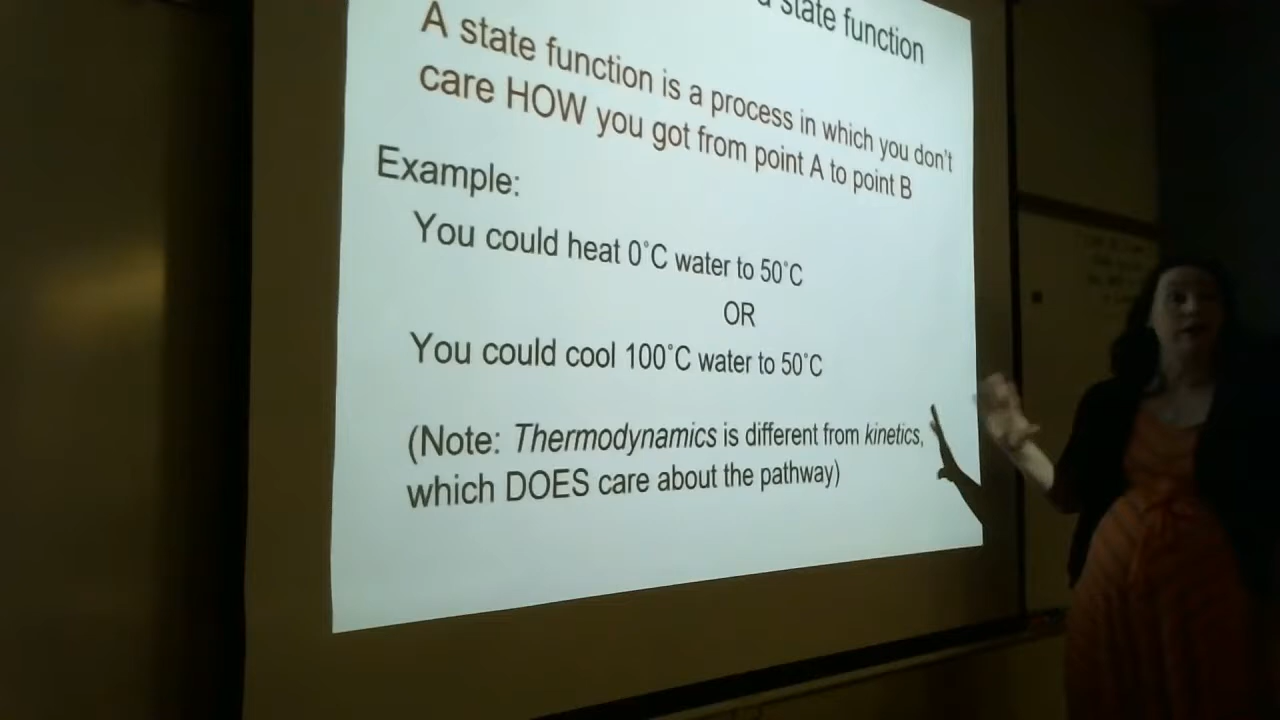 state function
A state function is a process in which you don't
care HOW you got from point A to point B
Example:
You could heat 0°C water to 50°C
OR
You could cool 100°C water to 50°C
(Note: Thermodynamics is different from kinetics,
which DOES care about the pathway)